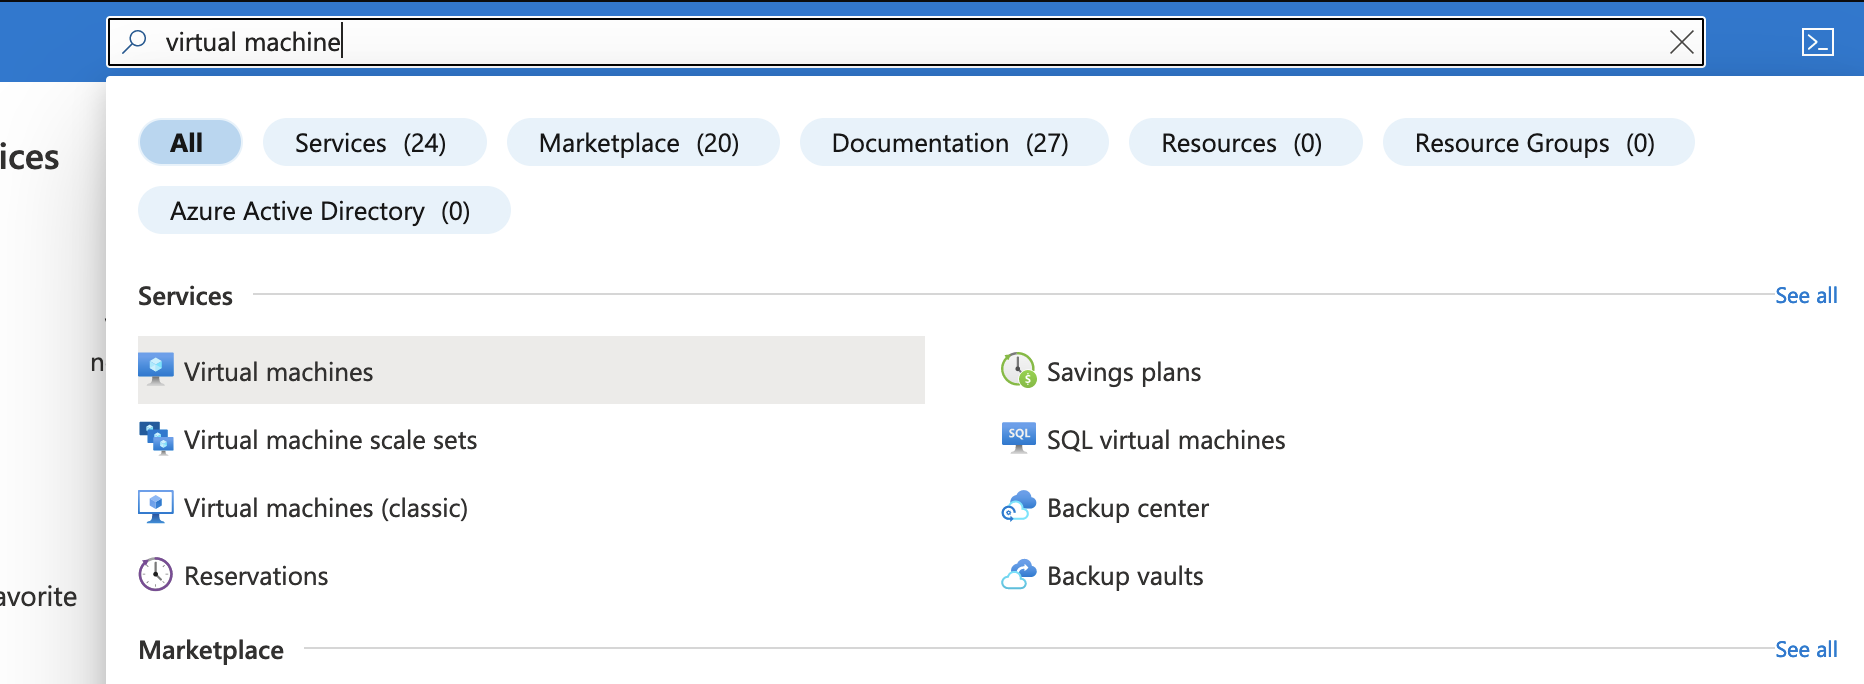 virtual machine
All Services (24) Marketplace (20) Documentation (27) Resources (0) Resource Groups (0)
ices
Azure Active Directory (0)
Services See all
n
Virtual machines Savings plans
Virtual machine scale sets SQL SQL virtual machines
Virtual machines (classic) Backup center
Reservations $ Backup vaults
avorite
Marketplace See all